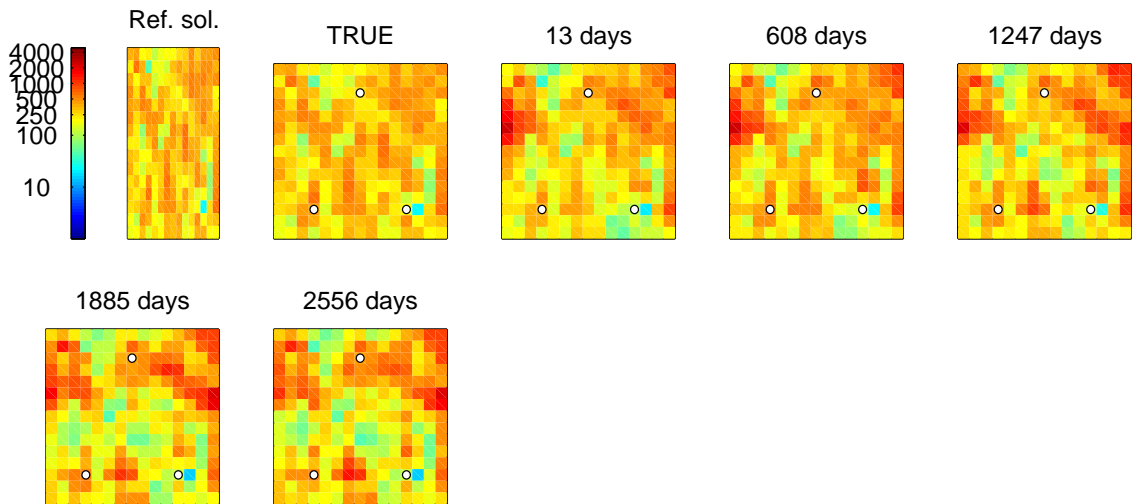 Ref. sol.
TRUE
13 days
608 days
1247 days
4000
2000
1000
500
250
100
10
1885 days
2556 days